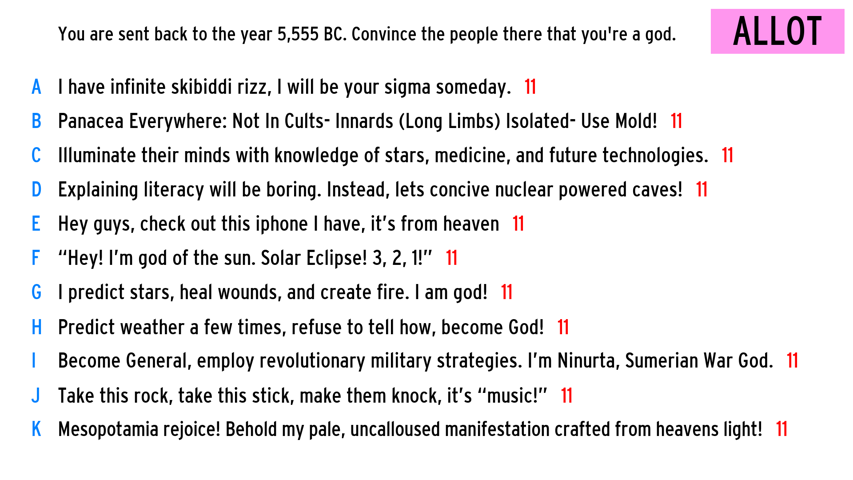 You are sent back to the year 5,555 BC. Convince the people there that you're a god.
ALLOT
A I have infinite skibiddi rizz, I will be your sigma someday. 11
B Panacea Everywhere: Not In Cults- Innards (Long Limbs) Isolated- Use Mold! 11
C Illuminate their minds with knowledge of stars, medicine, and future technologies. 11
D Explaining literacy will be boring. Instead, lets concive nuclear powered caves! 11
E Hey guys, check out this iphone I have, it’s from heaven 11
F “Hey! I’m god of the sun. Solar Eclipse! 3, 2, 1!” 11
G I predict stars, heal wounds, and create fire. I am god! 11
H Predict weather a few times, refuse to tell how, become God! 11
I Become General, employ revolutionary military strategies. I’m Ninurta, Sumerian War God. 11
J Take this rock, take this stick, make them knock, it’s “music!” 11
K Mesopotamia rejoice! Behold my pale, uncalloused manifestation crafted from heavens light! 11